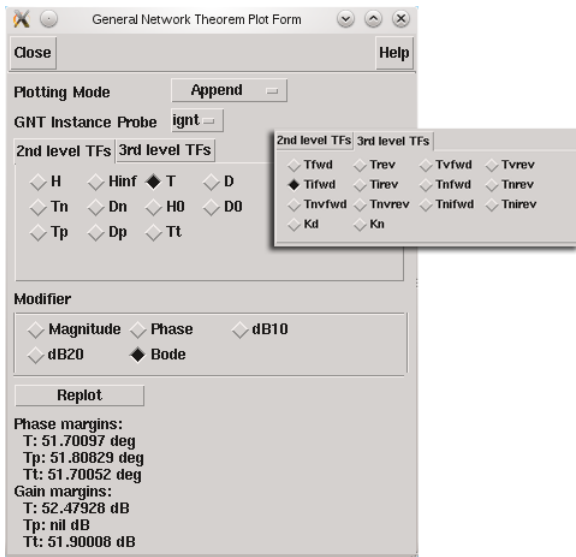 General Network Theorem Plot Form
Close Help
Plotting Mode Append
GNT Instance Probe ignt
2nd level TFs 3rd level TFs
H Hinf T D
Tn Dn H0 D0
Tp Dp Tt
2nd level TFs 3rd level TFs
Tfwd Trev Tvfwd Tvrev
Tifwd Tirev Tnfwd Tnrev
Tnvfwd Tnvrev Tnifwd Tnirev
Kd Kn
Modifier
Magnitude Phase dB10
dB20 Bode
Replot
Phase margins:
T: 51.70097 deg
Tp: 51.80829 deg
Tt: 51.70052 deg
Gain margins:
T: 52.47928 dB
Tp: nil dB
Tt: 51.90008 dB